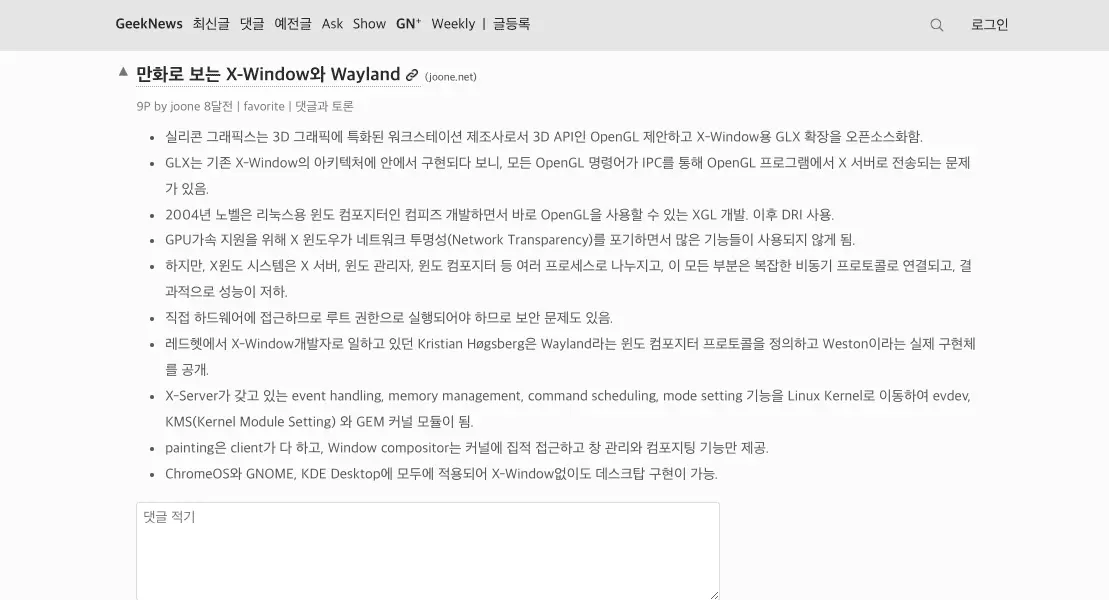 GeekNews 최신글 댓글 예전글 Ask Show GN⁺ Weekly | 글등록 로그인
▲ 만화로 보는 X-Window와 Wayland (joone.net)
9P by joone 8달전 | favorite | 댓글과 토론
• 실리콘 그래픽스는 3D 그래픽에 특화된 워크스테이션 제조사로서 3D API인 OpenGL 제안하고 X-Window용 GLX 확장을 오픈소스화함.
• GLX는 기존 X-Window의 아키텍처에 안에서 구현되다 보니, 모든 OpenGL 명령어가 IPC를 통해 OpenGL 프로그램에서 X 서버로 전송되는 문제
가 있음.
• 2004년 노벨은 리눅스용 윈도 컴포지터인 컴피즈 개발하면서 바로 OpenGL을 사용할 수 있는 XGL 개발. 이후 DRI 사용.
• GPU가속 지원을 위해 X 윈도우가 네트워크 투명성(Network Transparency)를 포기하면서 많은 기능들이 사용되지 않게 됨.
• 하지만, X윈도 시스템은 X 서버, 윈도 관리자, 윈도 컴포지터 등 여러 프로세스로 나누지고, 이 모든 부분은 복잡한 비동기 프로토콜로 연결되고, 결
과적으로 성능이 저하.
• 직접 하드웨어에 접근하므로 루트 권한으로 실행되어야 하므로 보안 문제도 있음.
• 레드헷에서 X-Window개발자로 일하고 있던 Kristian Høgsberg은 Wayland라는 윈도 컴포지터 프로토콜을 정의하고 Weston이라는 실제 구현체
를 공개.
• X-Server가 갖고 있는 event handling, memory management, command scheduling, mode setting 기능을 Linux Kernel로 이동하여 evdev,
KMS(Kernel Module Setting) 와 GEM 커널 모듈이 됨.
• painting은 client가 다 하고, Window compositor는 커널에 직적 접근하고 창 관리와 컴포지팅 기능만 제공.
• ChromeOS와 GNOME, KDE Desktop에 모두에 적용되어 X-Window없이도 데스크탑 구현이 가능.
댓글 적기